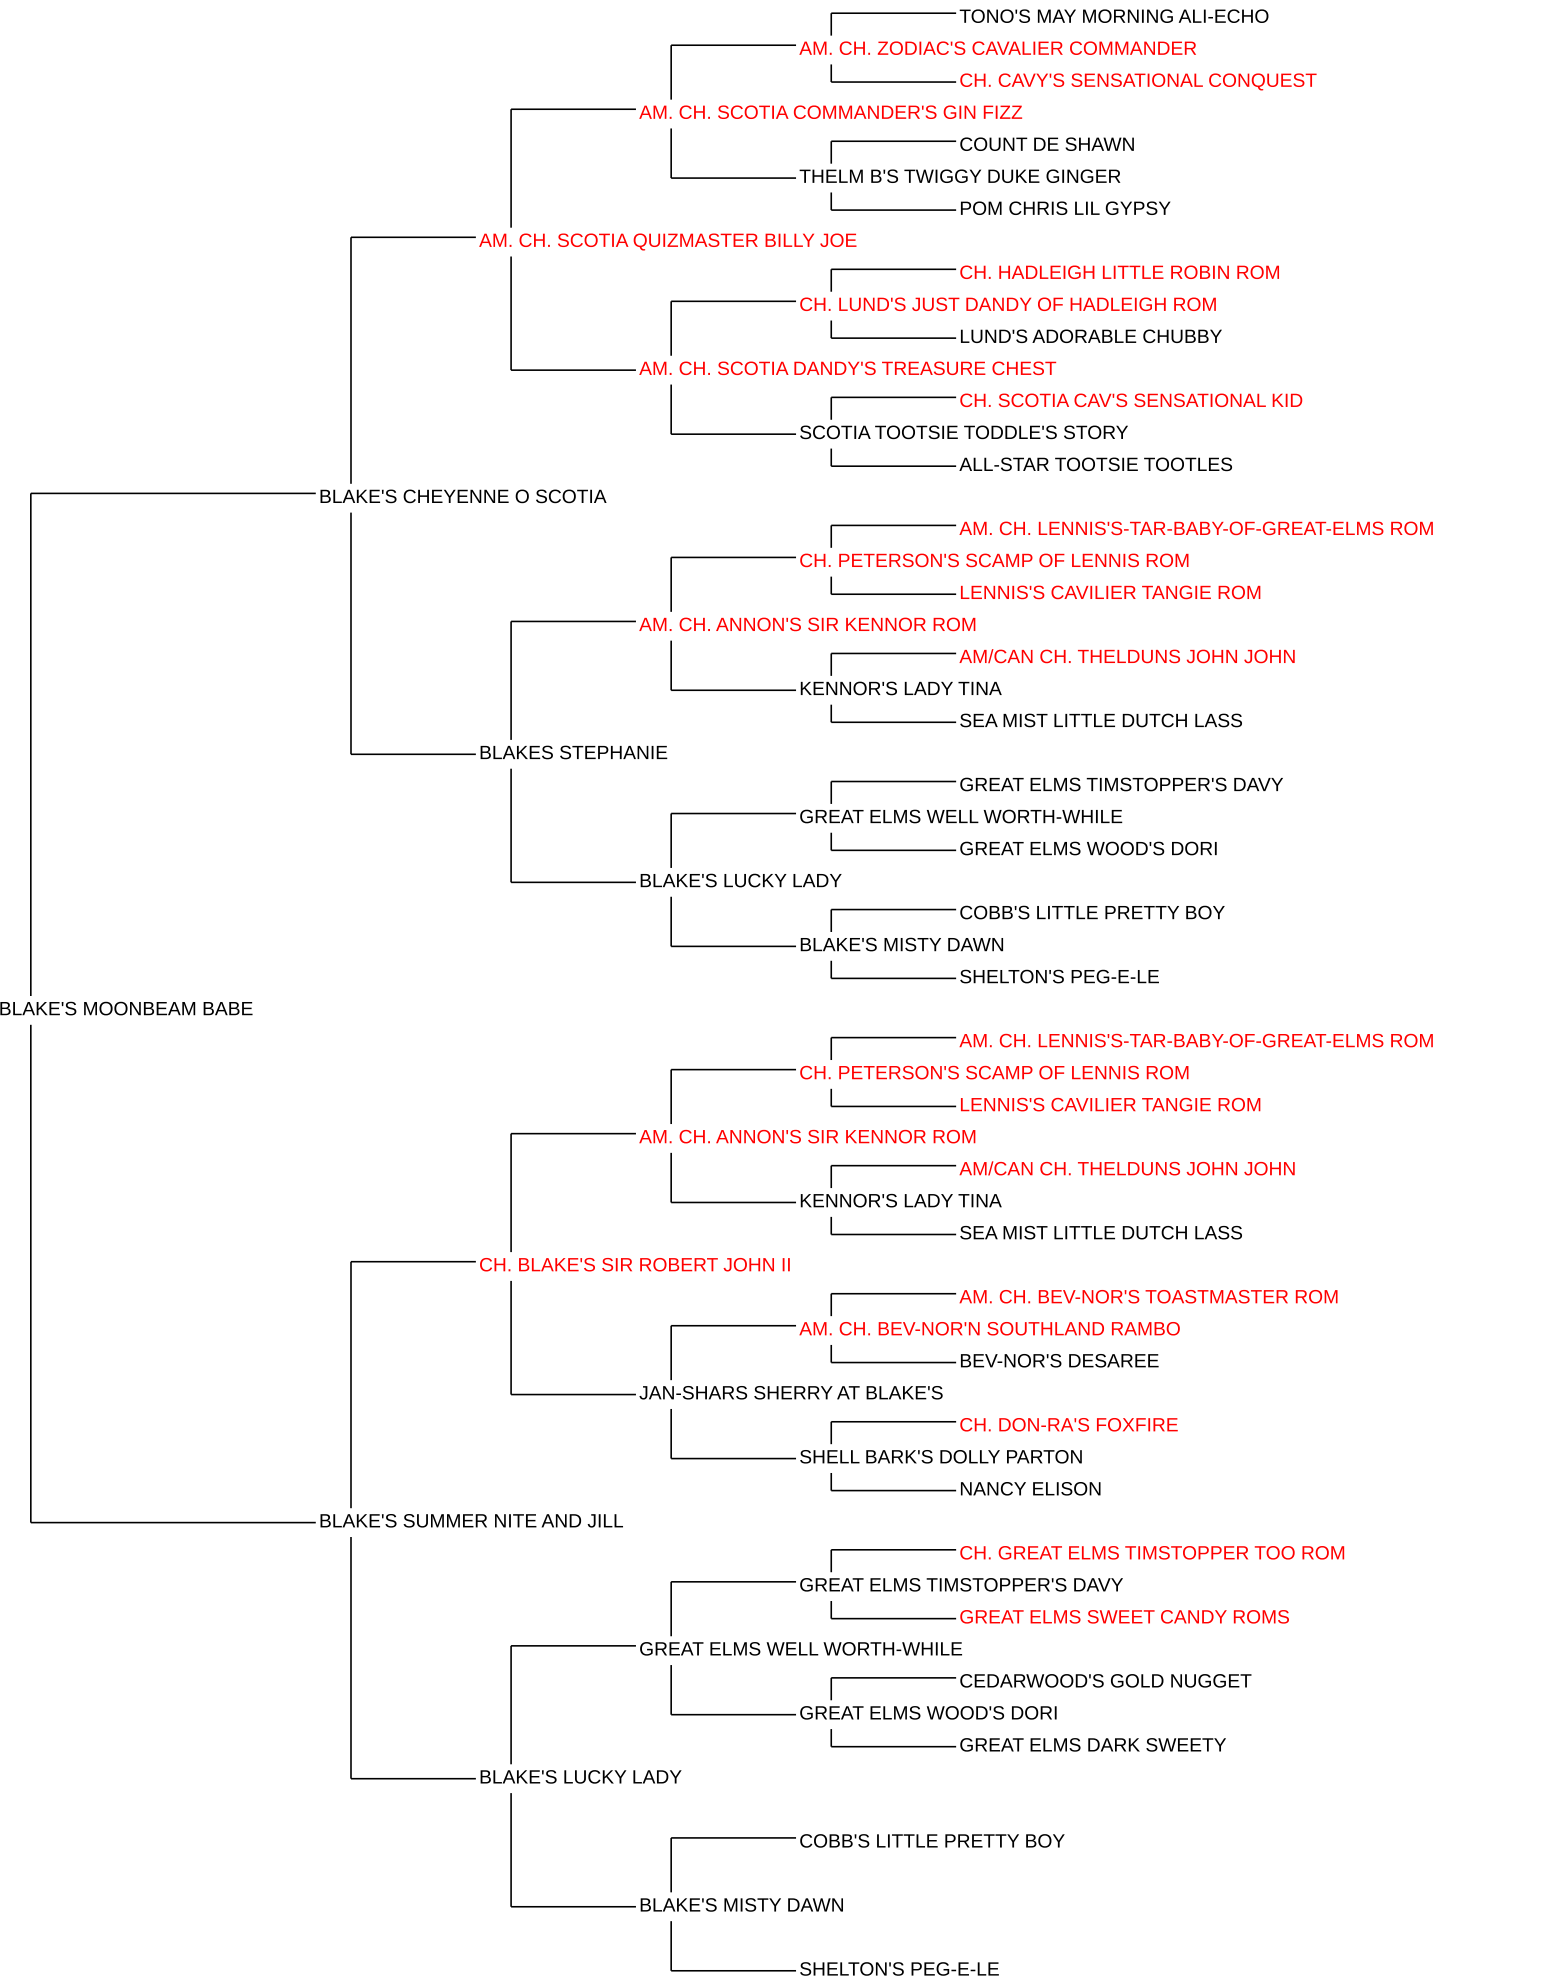 TONO'S MAY MORNING ALI-ECHO
AM. CH. ZODIAC'S CAVALIER COMMANDER
CH. CAVY'S SENSATIONAL CONQUEST
AM. CH. SCOTIA COMMANDER'S GIN FIZZ
COUNT DE SHAWN
THELM B'S TWIGGY DUKE GINGER
POM CHRIS LIL GYPSY
AM. CH. SCOTIA QUIZMASTER BILLY JOE
CH. HADLEIGH LITTLE ROBIN ROM
CH. LUND'S JUST DANDY OF HADLEIGH ROM
LUND'S ADORABLE CHUBBY
AM. CH. SCOTIA DANDY'S TREASURE CHEST
CH. SCOTIA CAV'S SENSATIONAL KID
SCOTIA TOOTSIE TODDLE'S STORY
ALL-STAR TOOTSIE TOOTLES
BLAKE'S CHEYENNE O SCOTIA
AM. CH. LENNIS'S-TAR-BABY-OF-GREAT-ELMS ROM
CH. PETERSON'S SCAMP OF LENNIS ROM
LENNIS'S CAVILIER TANGIE ROM
AM. CH. ANNON'S SIR KENNOR ROM
AM/CAN CH. THELDUNS JOHN JOHN
KENNOR'S LADY TINA
SEA MIST LITTLE DUTCH LASS
BLAKES STEPHANIE
GREAT ELMS TIMSTOPPER'S DAVY
GREAT ELMS WELL WORTH-WHILE
GREAT ELMS WOOD'S DORI
BLAKE'S LUCKY LADY
COBB'S LITTLE PRETTY BOY
BLAKE'S MISTY DAWN
SHELTON'S PEG-E-LE
BLAKE'S MOONBEAM BABE
AM. CH. LENNIS'S-TAR-BABY-OF-GREAT-ELMS ROM
CH. PETERSON'S SCAMP OF LENNIS ROM
LENNIS'S CAVILIER TANGIE ROM
AM. CH. ANNON'S SIR KENNOR ROM
AM/CAN CH. THELDUNS JOHN JOHN
KENNOR'S LADY TINA
SEA MIST LITTLE DUTCH LASS
CH. BLAKE'S SIR ROBERT JOHN II
AM. CH. BEV-NOR'S TOASTMASTER ROM
AM. CH. BEV-NOR'N SOUTHLAND RAMBO
BEV-NOR'S DESAREE
JAN-SHARS SHERRY AT BLAKE'S
CH. DON-RA'S FOXFIRE
SHELL BARK'S DOLLY PARTON
NANCY ELISON
BLAKE'S SUMMER NITE AND JILL
CH. GREAT ELMS TIMSTOPPER TOO ROM
GREAT ELMS TIMSTOPPER'S DAVY
GREAT ELMS SWEET CANDY ROMS
GREAT ELMS WELL WORTH-WHILE
CEDARWOOD'S GOLD NUGGET
GREAT ELMS WOOD'S DORI
GREAT ELMS DARK SWEETY
BLAKE'S LUCKY LADY
COBB'S LITTLE PRETTY BOY
BLAKE'S MISTY DAWN
SHELTON'S PEG-E-LE